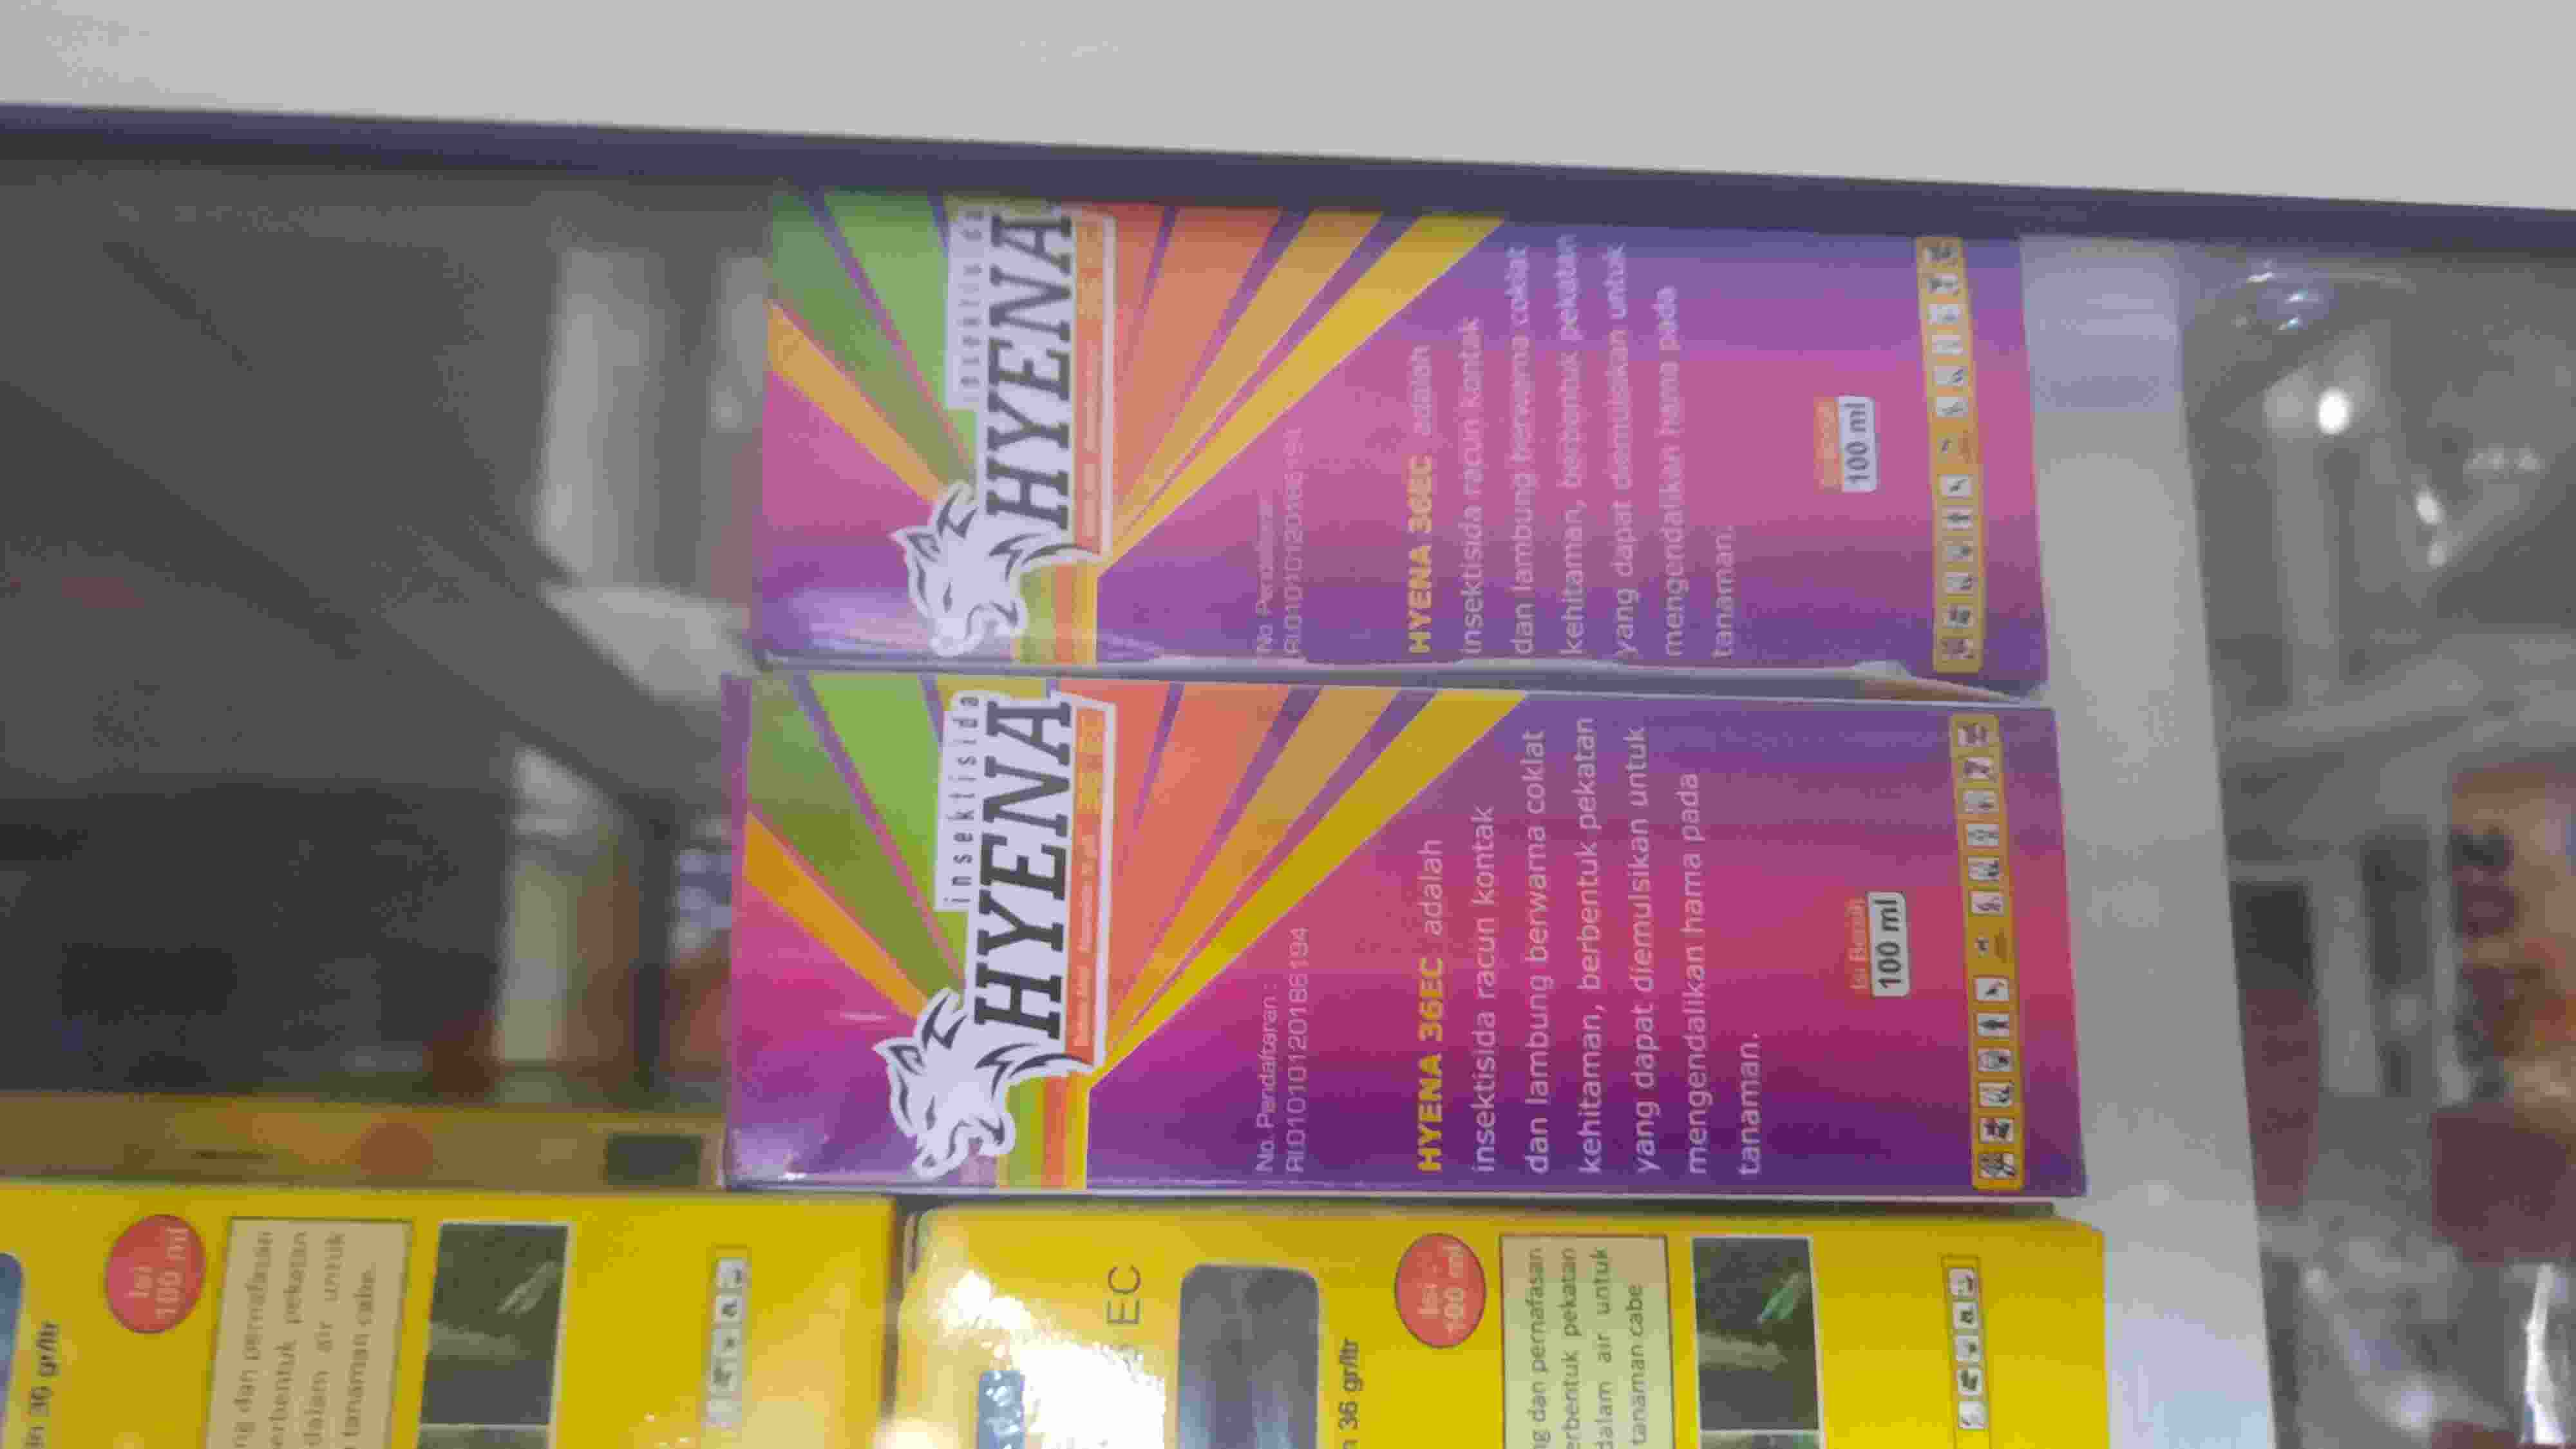 in 36 gr/ltr
Isi
100 ml
ng dan pernafasan
erbentuk pekatan
dalam air untuk
tanaman cabe.
EC
n 36 gr/ltr
Isi :
100 ml
ng dan pernafasan
erbentuk pekatan
dalam air untuk
tanaman cabe
insektisida
HYENA
No. Pendaftaran :
RI.01010120186194
HYENA 36EC adalah
insektisida racun kontak
dan lambung berwarna coklat
kehitaman, berbentuk pekatan
yang dapat diemulsikan untuk
mengendalikan hama pada
tanaman.
Isi Bersih
100 ml
insektisida
HYENA
No. Pendaftaran
HYENA 36EC adalah
insektisida racun kontak
dan lambung berwarna coklat
kehitaman, berbentuk pekatan
yang dapat diemulsikan untuk
mengendalikan hama pada
tanaman.
100 ml